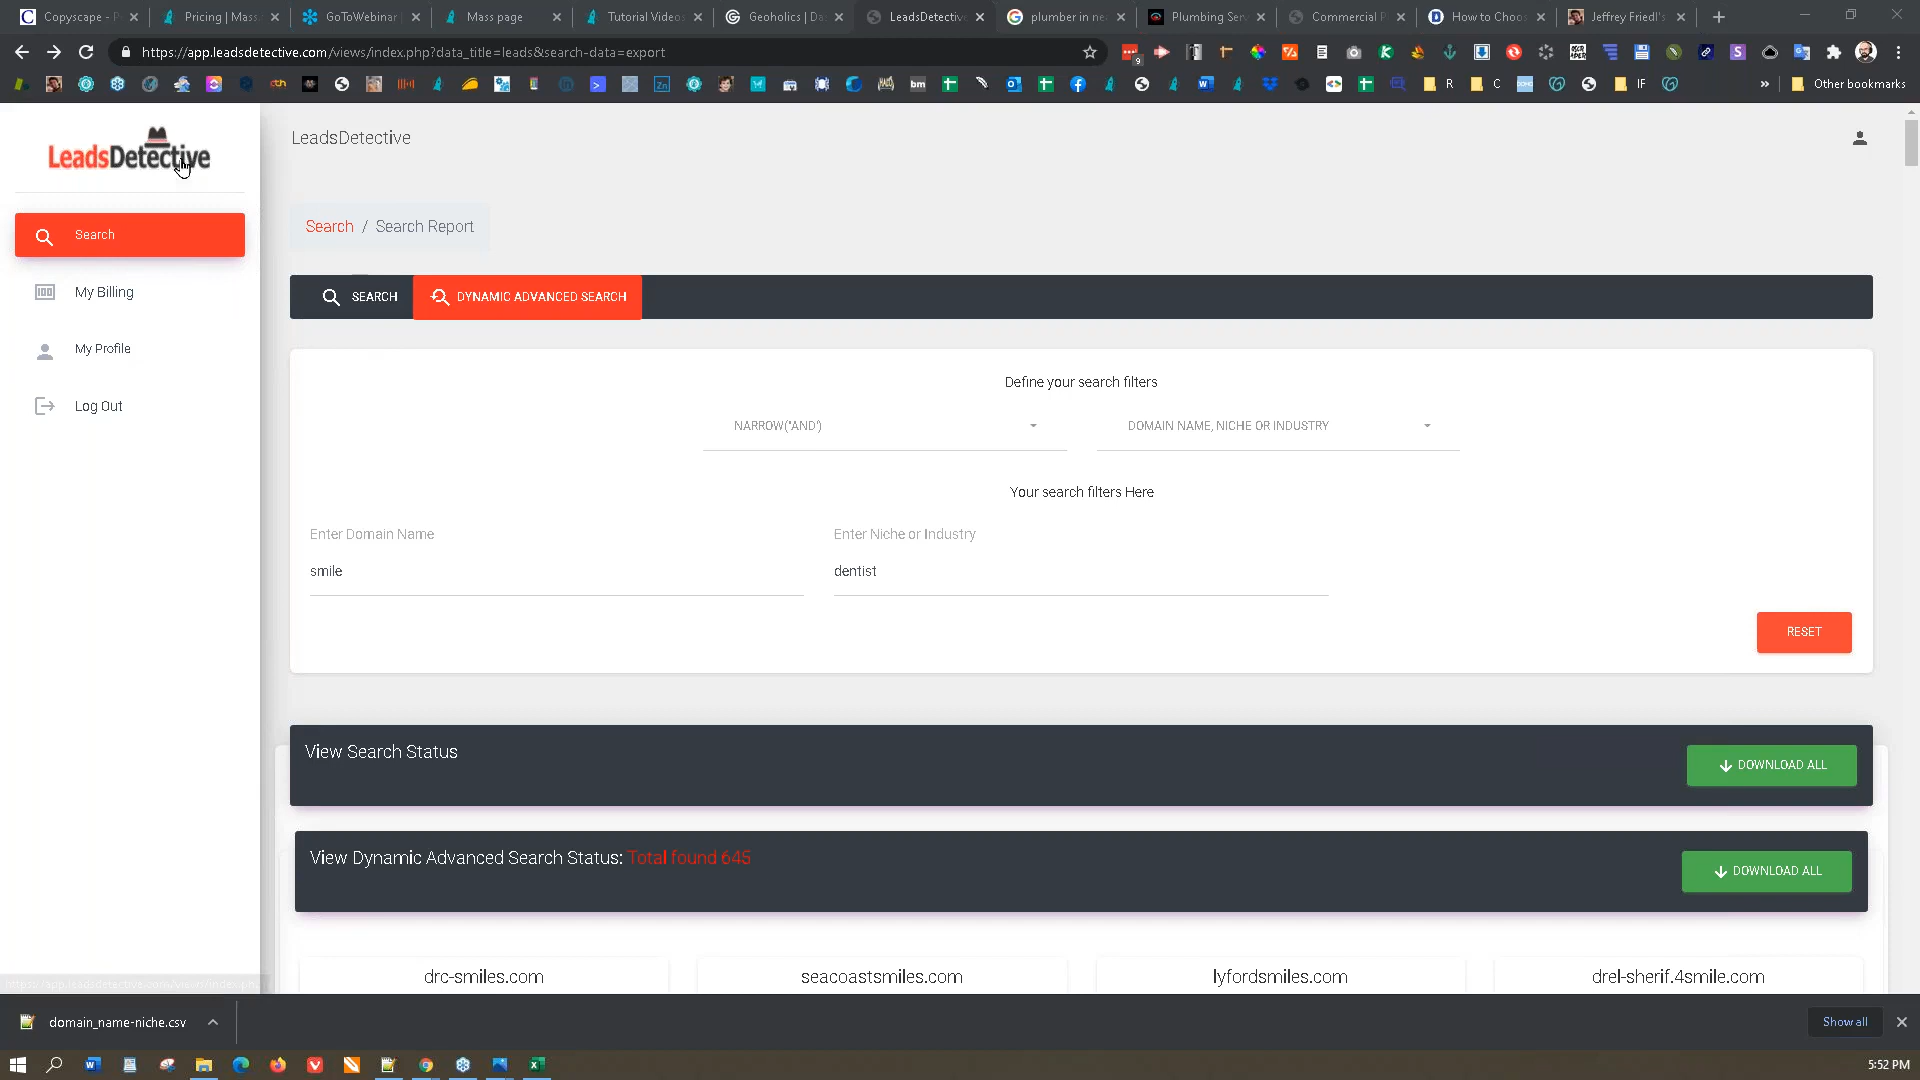 Copyscape - P
Pricing | Mass
GoToWebinar
Mass page
Tutorial Videos
Geoholics | Da
LeadsDetective
plumber in ne
Plumbing Serv
Commercial P
How to Choos
Jeffrey Friedl's
https://app.leadsdetective.com/views/index.php?data_title=leads&search-data=export
R
C
IF
Other bookmarks
LeadsDetective
LeadsDetective
Search
My Billing
My Profile
Log Out
Search / Search Report
SEARCH
DYNAMIC ADVANCED SEARCH
Define your search filters
NARROW("AND')
DOMAIN NAME, NICHE OR INDUSTRY
Your search filters Here
Enter Domain Name
Enter Niche or Industry
smile
dentist
RESET
View Search Status
DOWNLOAD ALL
View Dynamic Advanced Search Status: Total found 645
DOWNLOAD ALL
drc-smiles.com
seacoastsmiles.com
lyfordsmiles.com
drel-sherif.4smile.com
domain_name-niche.csv
Show all
5:52 PM